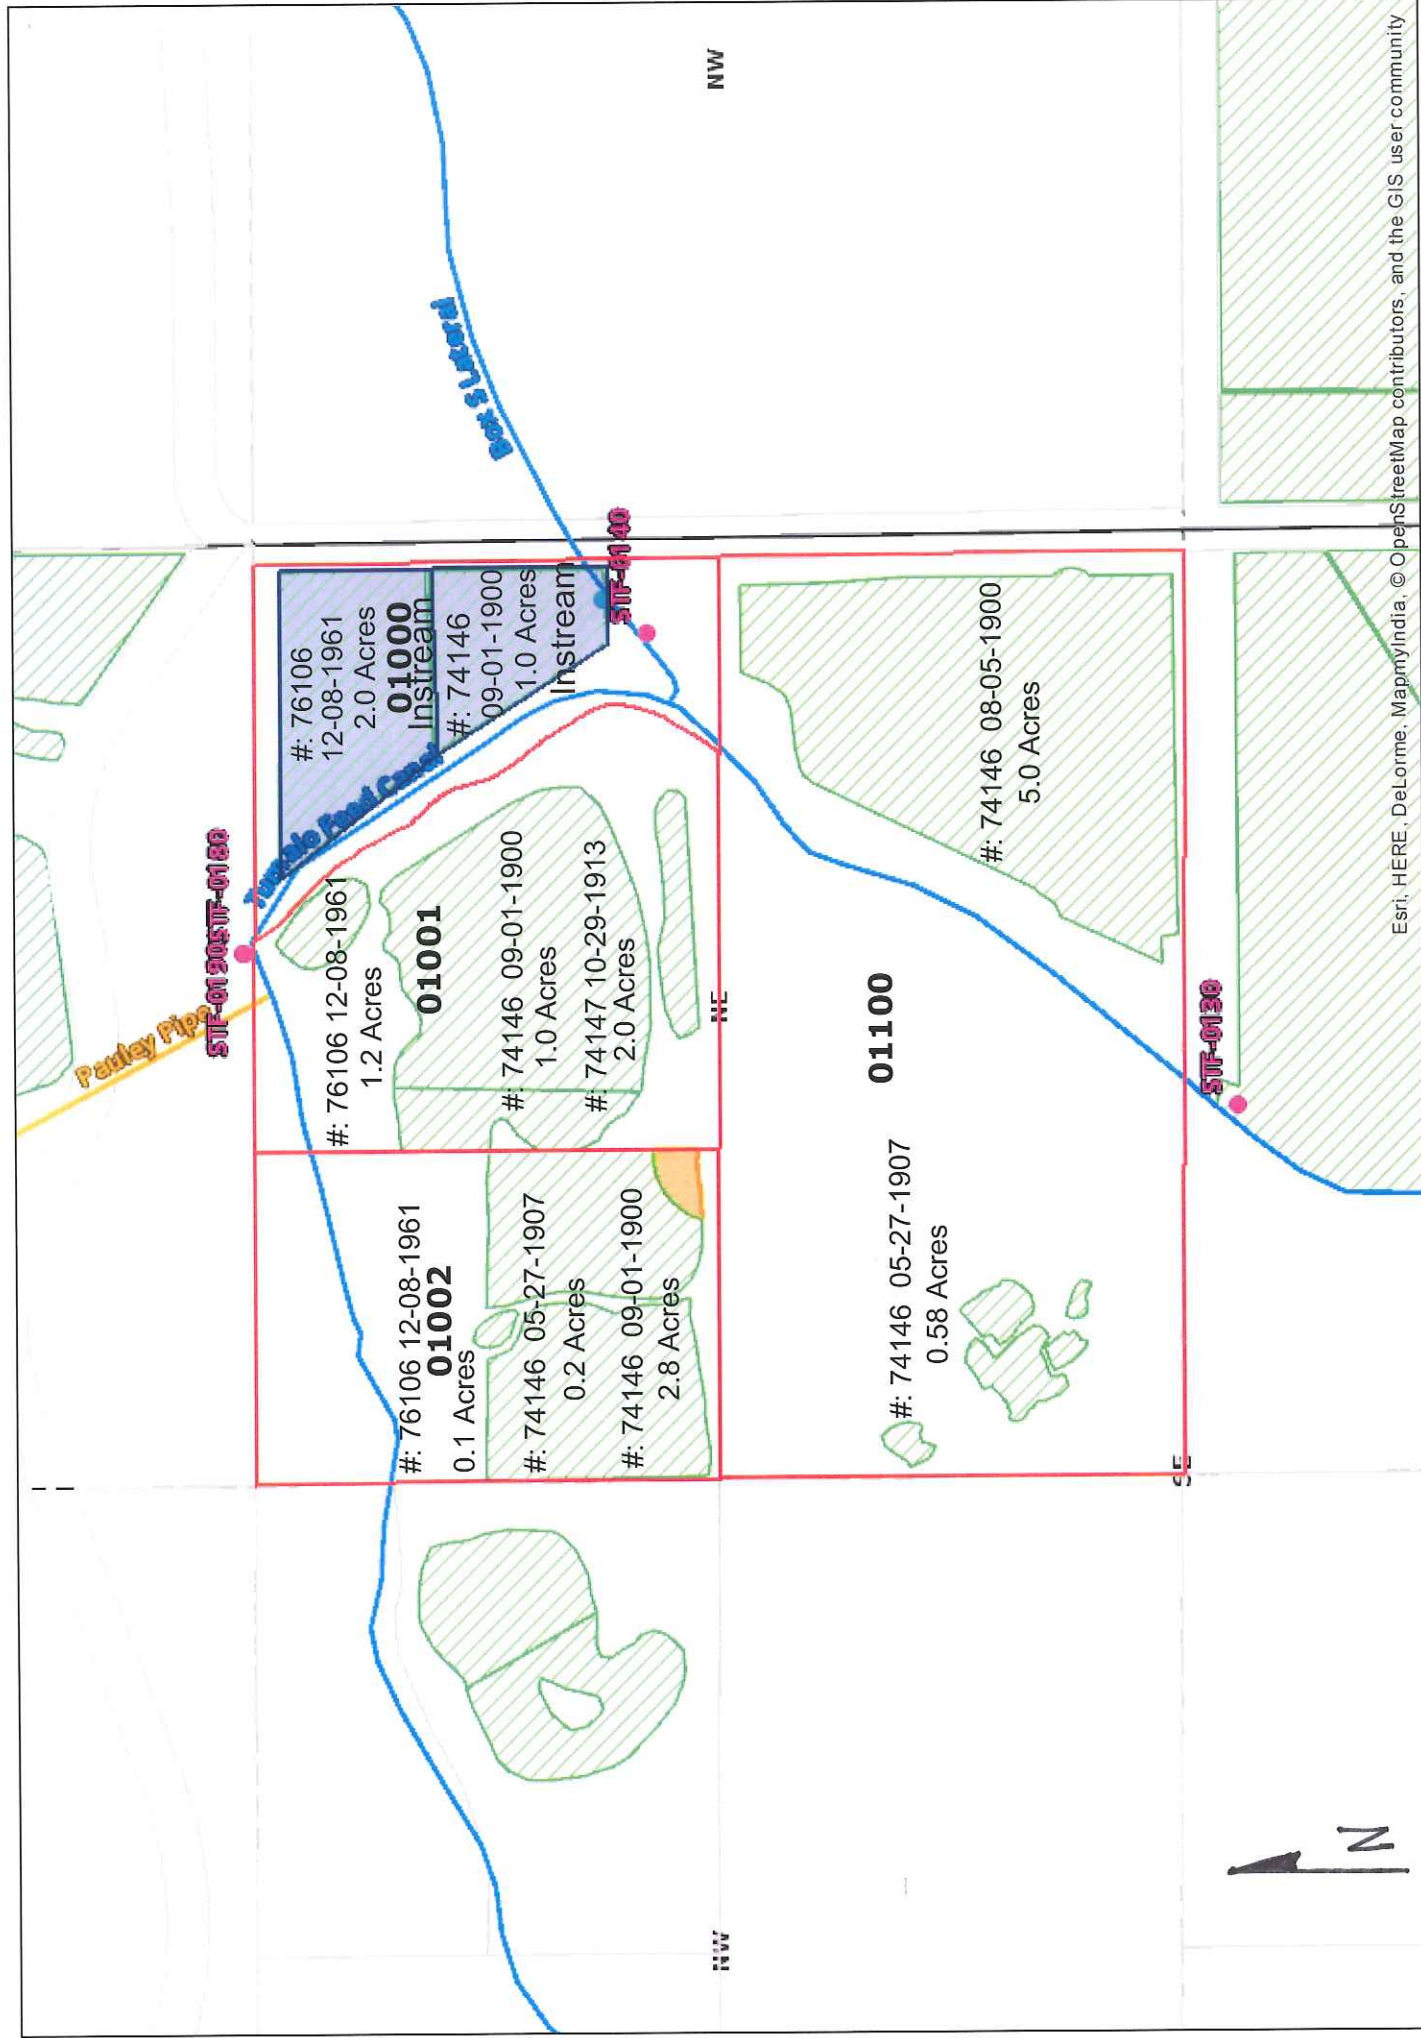 Pauley Pipe
STF-0190STF-0180
Tumalo Feed Canal
Box S Lateral
STF-0140
#: 76106
12-08-1961
2.0 Acres
01000
Instream
#: 74146
09-01-1900
1.0 Acres
Instream
#: 76106 12-08-1961
1.2 Acres
01001
#: 74146 09-01-1900
1.0 Acres
#: 74147 10-29-1913
2.0 Acres
#: 76106 12-08-1961
01002
0.1 Acres
#: 74146 05-27-1907
0.2 Acres
#: 74146 09-01-1900
2.8 Acres
NW
NE
NW
01100
#: 74146 08-05-1900
5.0 Acres
#: 74146 05-27-1907
0.58 Acres
SE
STF-0130
N
Esri, HERE, DeLorme, MapmyIndia, © OpenStreetMap contributors, and the GIS user community